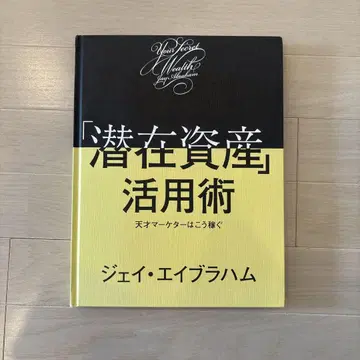 Your Secret
Wealth
Jay Abraham
「潜在資産」
活用術
天才マーケターはこう稼ぐ
ジェイ・エイブラハム